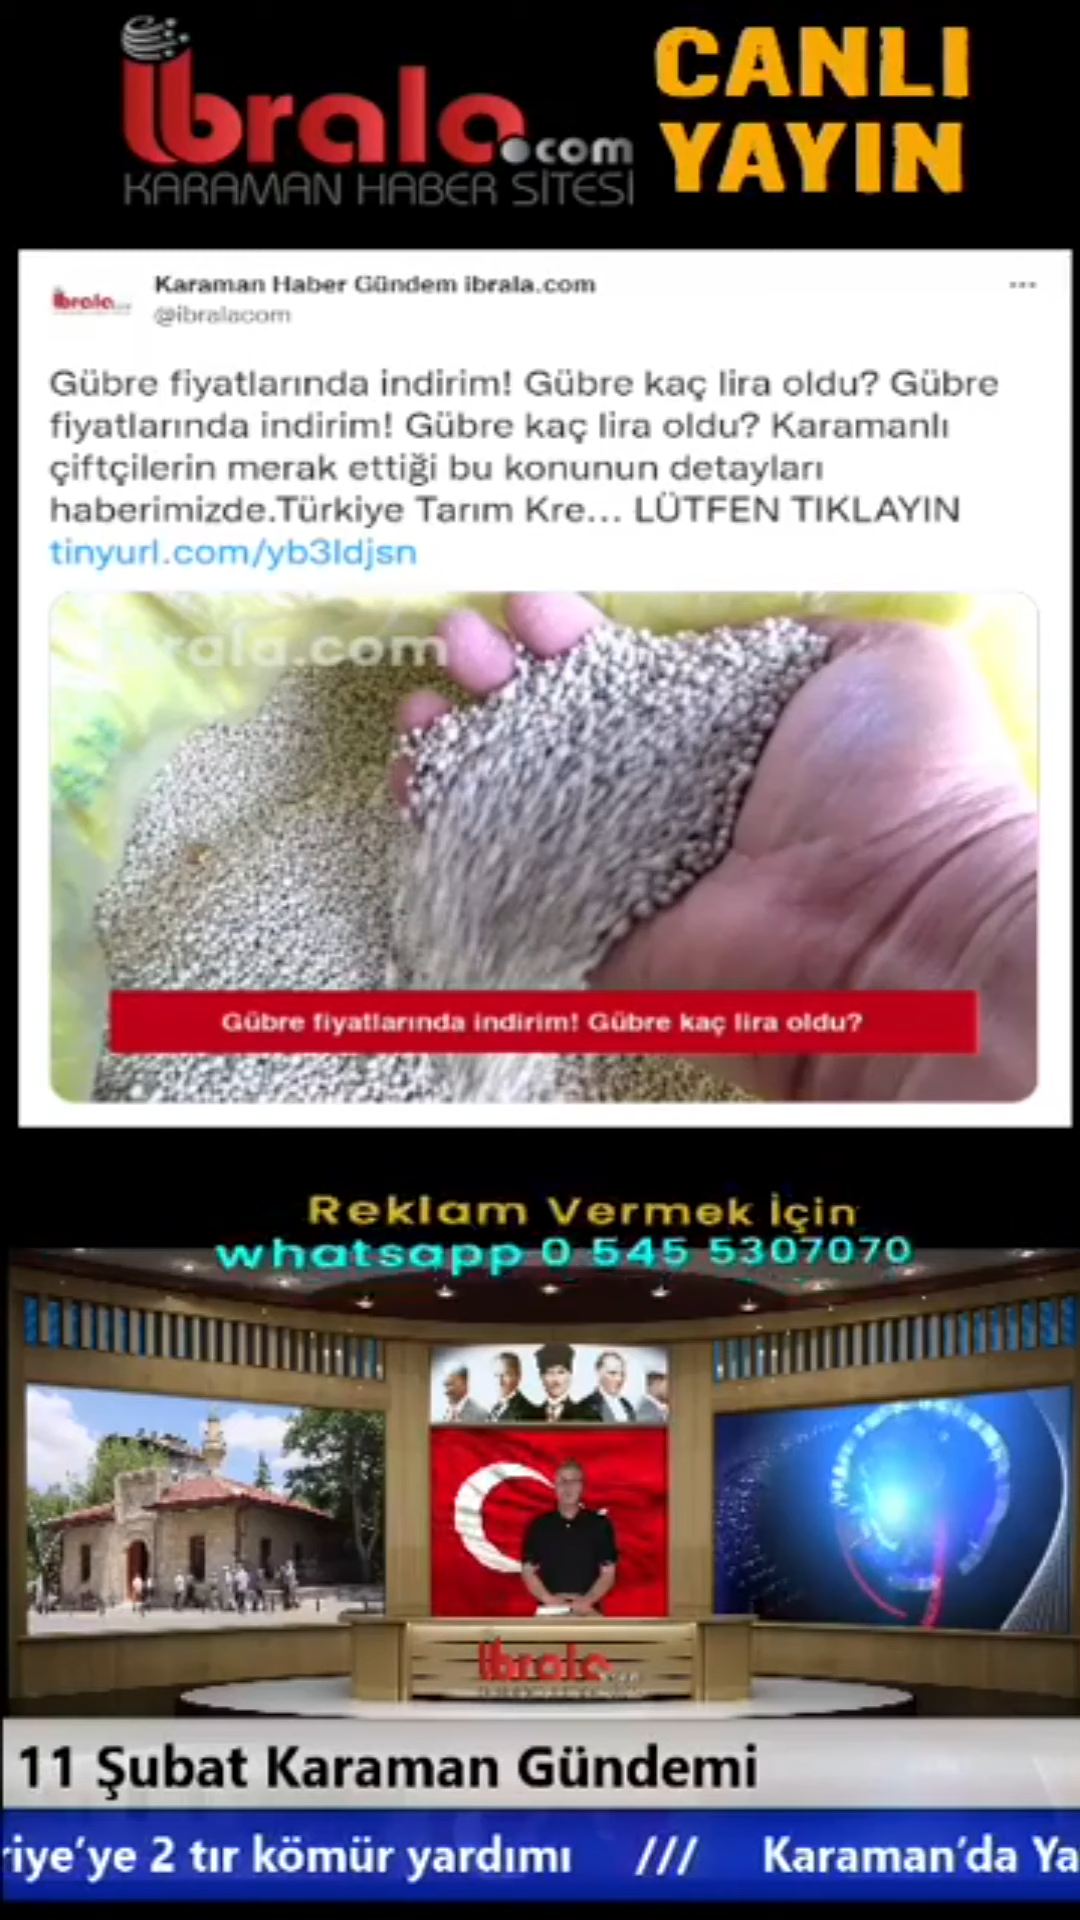 ibrala.com
KARAMAN HABER SİTESİ
CANLI
YAYIN
ibrala
Karaman Haber Gündem ibrala.com
@ibralacom
Gübre fiyatlarında indirim! Gübre kaç lira oldu? Gübre
fiyatlarında indirim! Gübre kaç lira oldu? Karamanlı
çiftçilerin merak ettiği bu konunun detayları
haberimizde.Türkiye Tarım Kre... LÜTFEN TIKLAYIN
tinyurl.com/yb3ldjsn
rala.com
Gübre fiyatlarında indirim! Gübre kaç lira oldu?
Reklam Vermek İçin
whatsapp 0 545 5307070
ibrala
11 Şubat Karaman Gündemi
riye’ye 2 tır kömür yardımı /// Karaman’da Ya